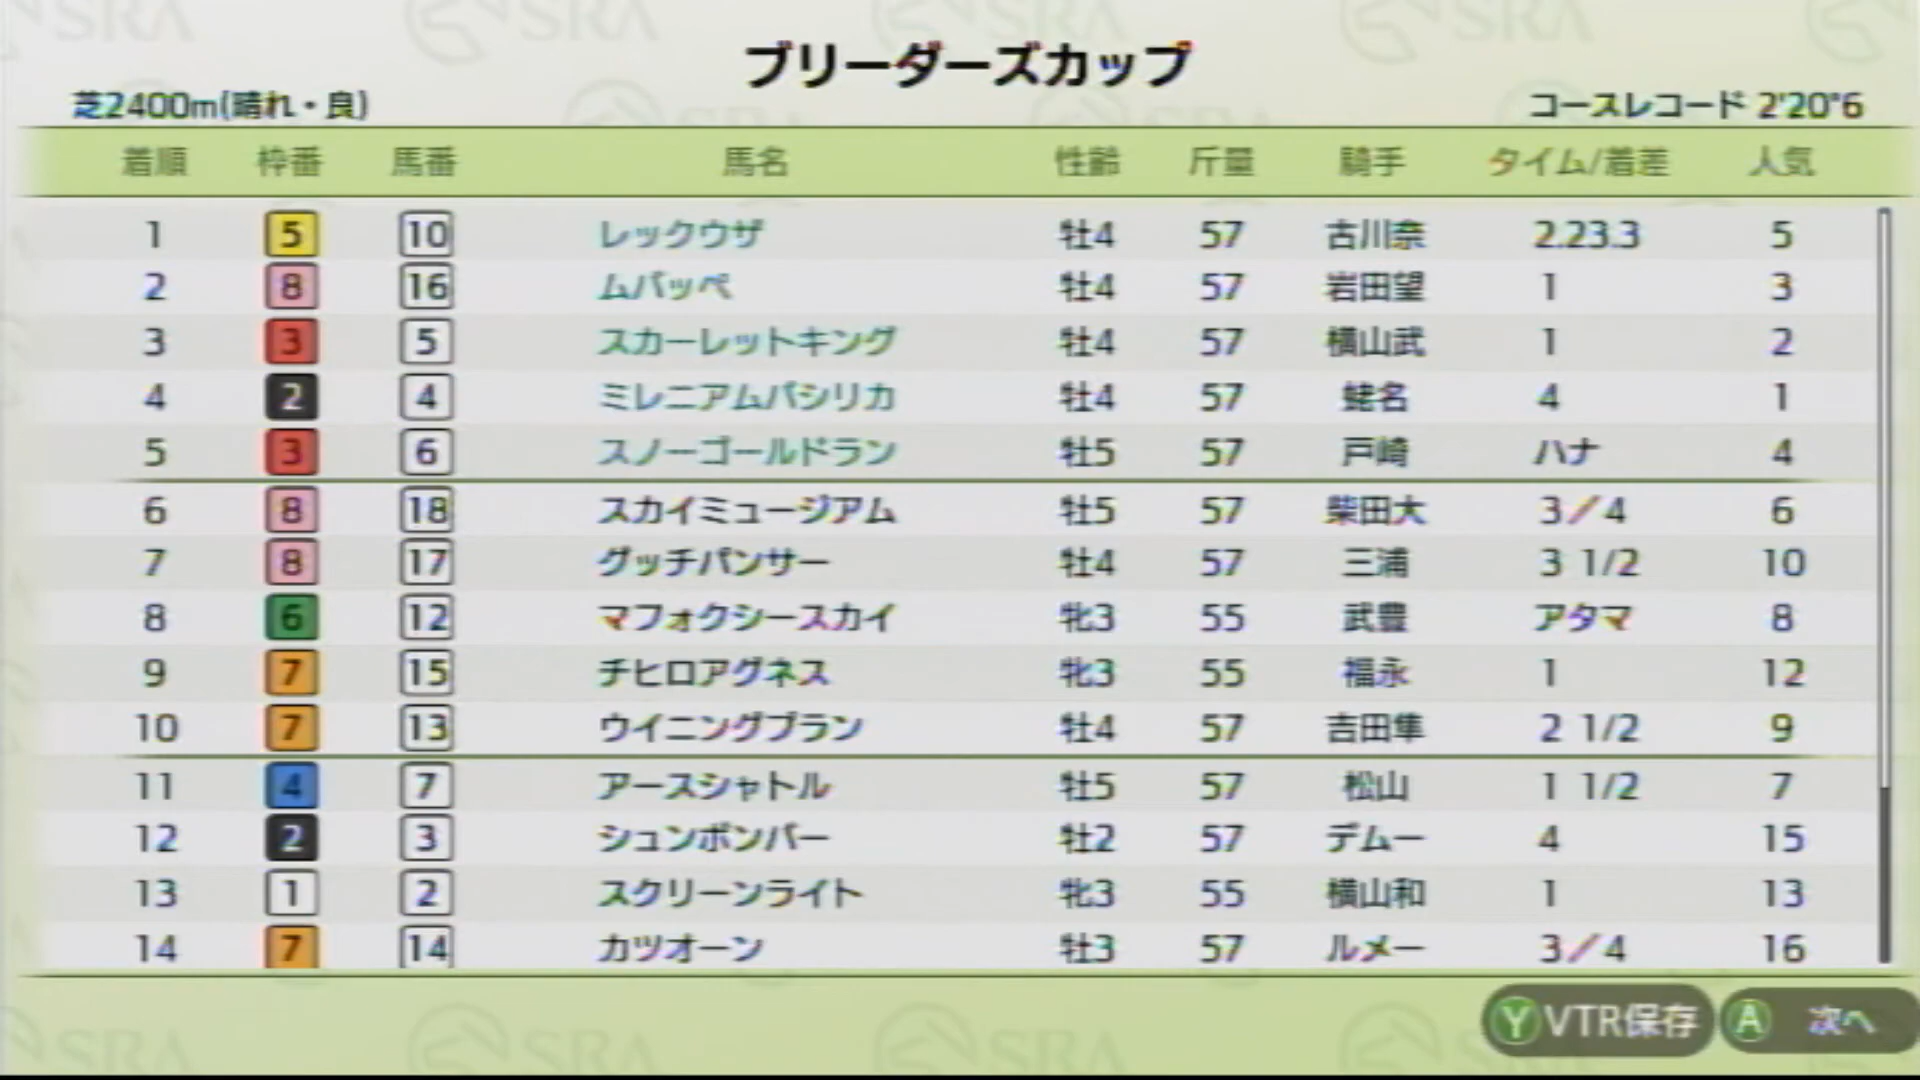 ブリーダーズカップ
芝2400m(晴れ・良) コースレコード 2'20"6
着順 枠番 馬番 馬名 性齢 斤量 騎手 タイム/着差 人気
1 5 10 レックウザ 牡4 57 古川奈 2.23.3 5
2 8 16 ムバッペ 牡4 57 岩田望 1 3
3 3 5 スカーレットキング 牡4 57 横山武 1 2
4 2 4 ミレニアムバシリカ 牡4 57 蛯名 4 1
5 3 6 スノーゴールドラン 牡5 57 戸崎 ハナ 4
6 8 18 スカイミュージアム 牡5 57 柴田大 3/4 6
7 8 17 グッチパンサー 牡4 57 三浦 3 1/2 10
8 6 12 マフォクシースカイ 牝3 55 武豊 アタマ 8
9 7 15 チヒロアグネス 牝3 55 福永 1 12
10 7 13 ウイニングブラン 牡4 57 吉田隼 2 1/2 9
11 4 7 アースシャトル 牡5 57 松山 1 1/2 7
12 2 3 シュンボンバー 牡2 57 デムー 4 15
13 1 2 スクリーンライト 牝3 55 横山和 1 13
14 7 14 カツオーン 牡3 57 ルメー 3/4 16
Y VTR保存 A 次へ